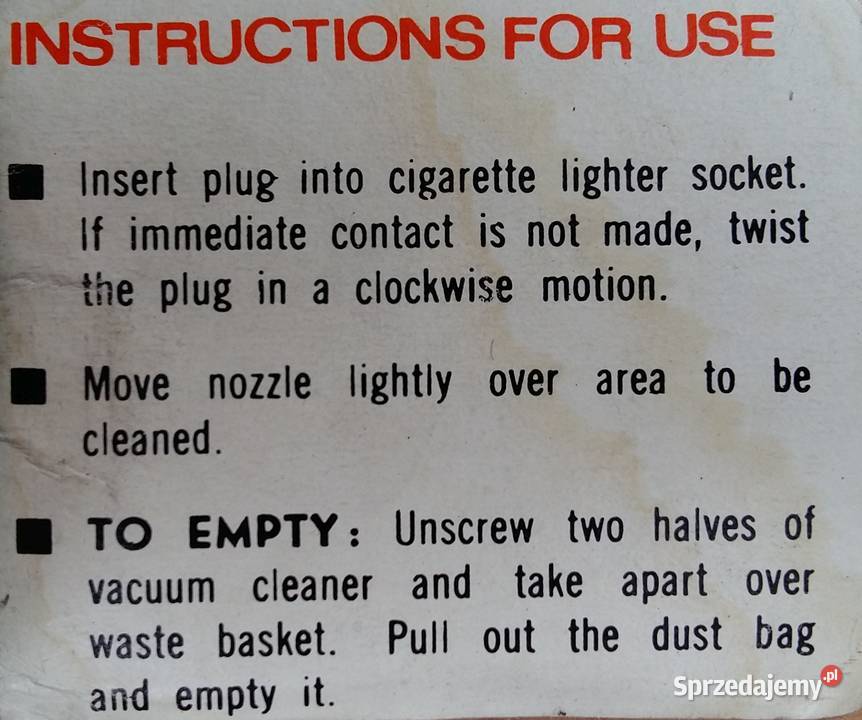 INSTRUCTIONS FOR USE
■ Insert plug into cigarette lighter socket.
If immediate contact is not made, twist
the plug in a clockwise motion.
■ Move nozzle lightly over area to be
cleaned.
■ TO EMPTY: Unscrew two halves of
vacuum cleaner and take apart over
waste basket. Pull out the dust bag
and empty it.
Sprzedajemy.pl